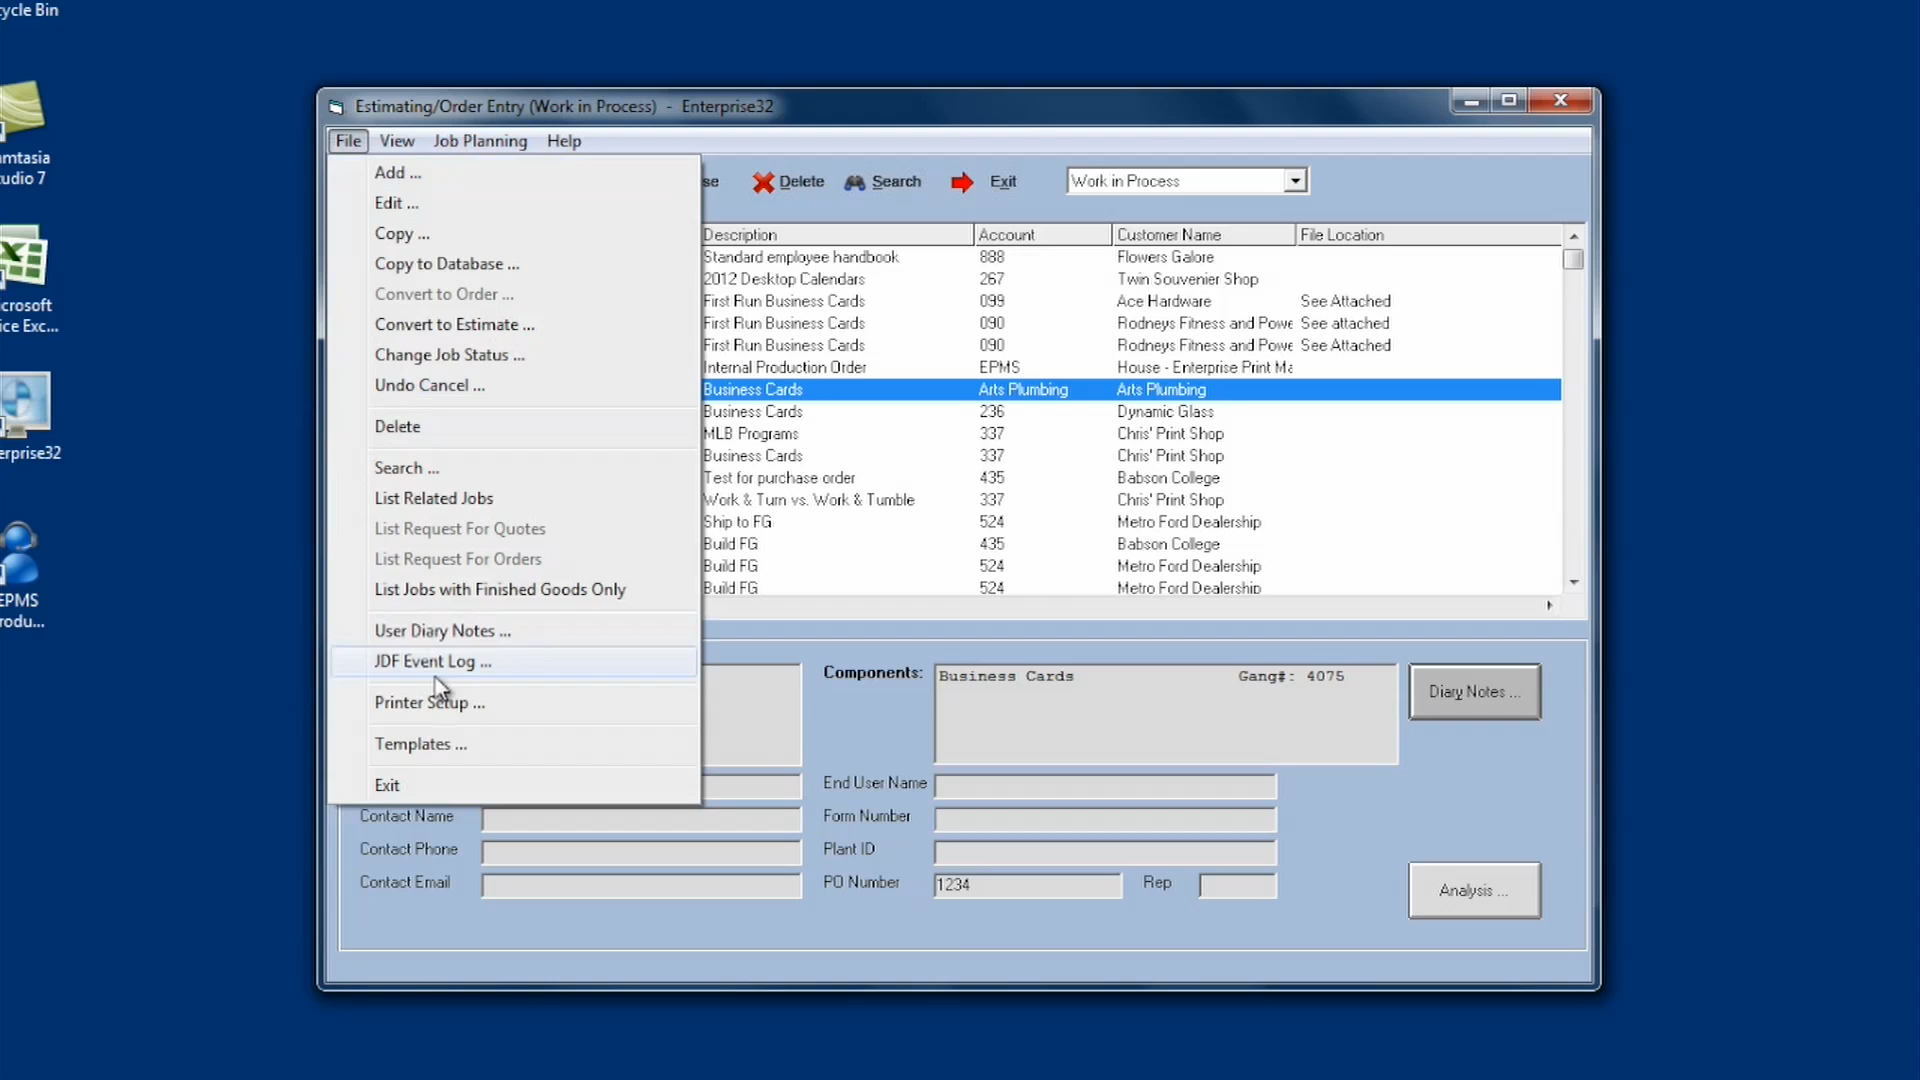 cycle Bin
amtasia
tudio 7
icrosoft
ice Exc...
erprise32
EPMS
rodu...
Estimating/Order Entry (Work in Process) - Enterprise32
File View Job Planning Help
Add ...
Edit ...
Copy ...
Copy to Database ...
Convert to Order ...
Convert to Estimate ...
Change Job Status ...
Undo Cancel ...
Delete
Search ...
List Related Jobs
List Request For Quotes
List Request For Orders
List Jobs with Finished Goods Only
User Diary Notes ...
JDF Event Log ...
Printer Setup ...
Templates ...
Exit
se Delete Search Exit Work in Process
Description Account Customer Name File Location
Standard employee handbook 888 Flowers Galore
2012 Desktop Calendars 267 Twin Souvenier Shop
First Run Business Cards 099 Ace Hardware See Attached
First Run Business Cards 090 Rodneys Fitness and Powe See attached
First Run Business Cards 090 Rodneys Fitness and Powe See Attached
Internal Production Order EPMS House - Enterprise Print Ma
Business Cards Arts Plumbing Arts Plumbing
Business Cards 236 Dynamic Glass
MLB Programs 337 Chris' Print Shop
Business Cards 337 Chris' Print Shop
Test for purchase order 435 Babson College
Work & Turn vs. Work & Tumble 337 Chris' Print Shop
Ship to FG 524 Metro Ford Dealership
Build FG 435 Babson College
Build FG 524 Metro Ford Dealership
Build FG 524 Metro Ford Dealership
Components: Business Cards Gang#: 4075 Diary Notes ...
End User Name
Contact Name Form Number
Contact Phone Plant ID
Contact Email PO Number 1234 Rep Analysis ...